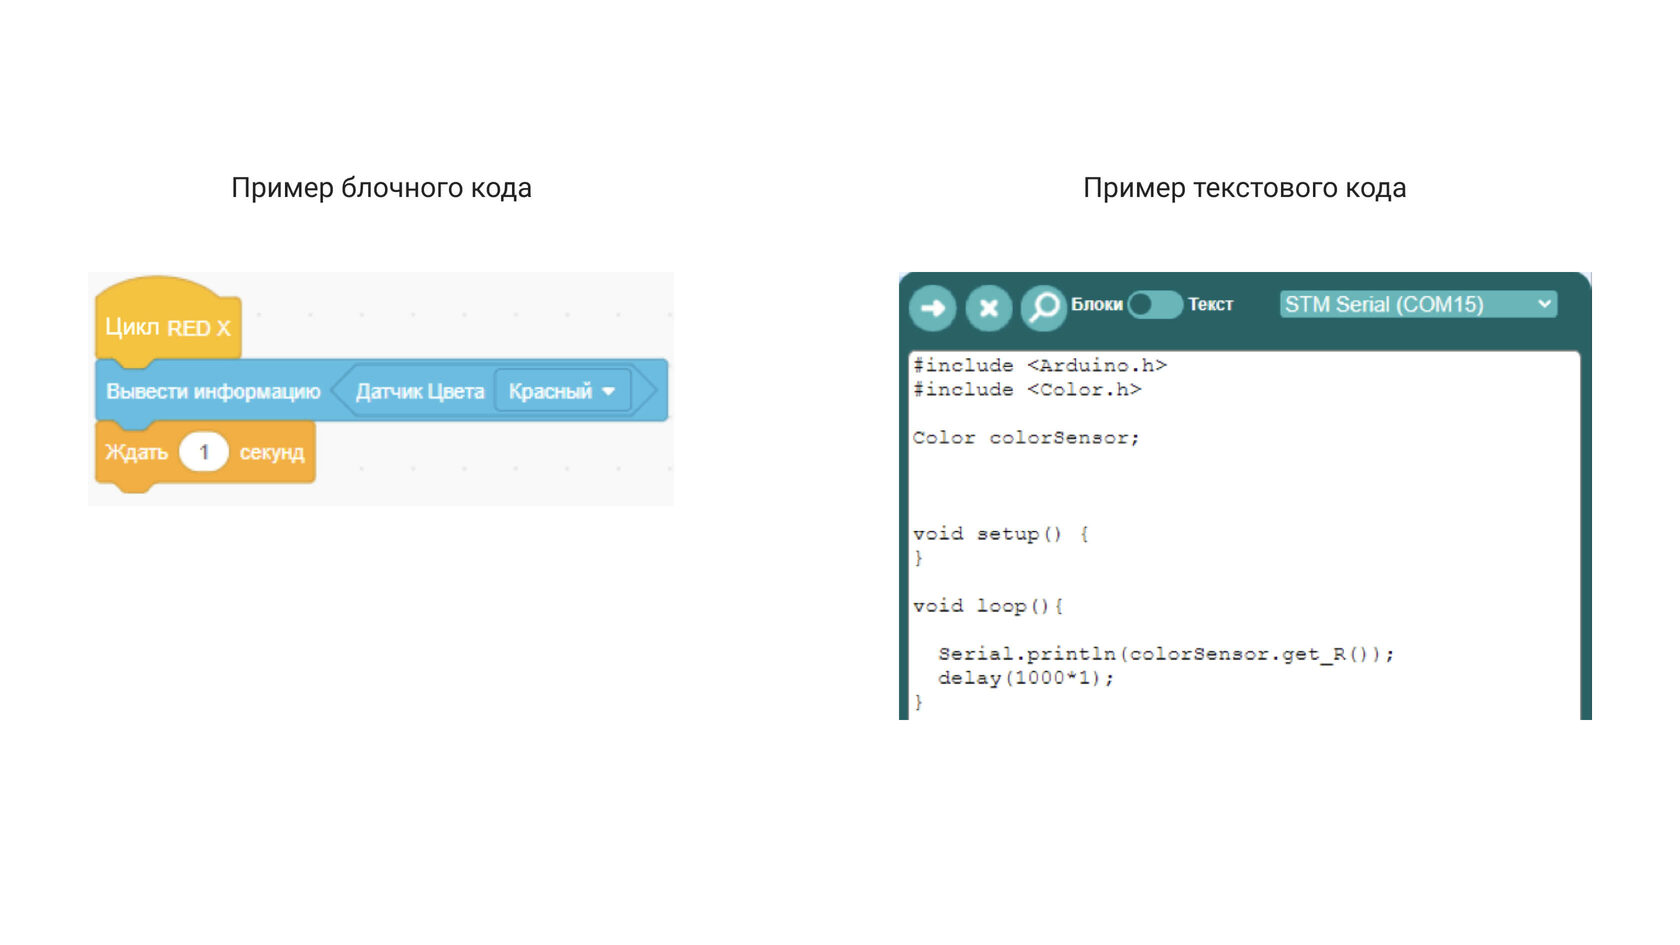 Пример блочного кода
Цикл RED X
Вывести информацию Датчик Цвета Красный
Ждать 1 секунд
Пример текстового кода
Блоки Текст STM Serial (COM15)
#include <Arduino.h>
#include <Color.h>
Color colorSensor;
void setup() {
}
void loop(){
Serial.println(colorSensor.get_R());
delay(1000*1);
}